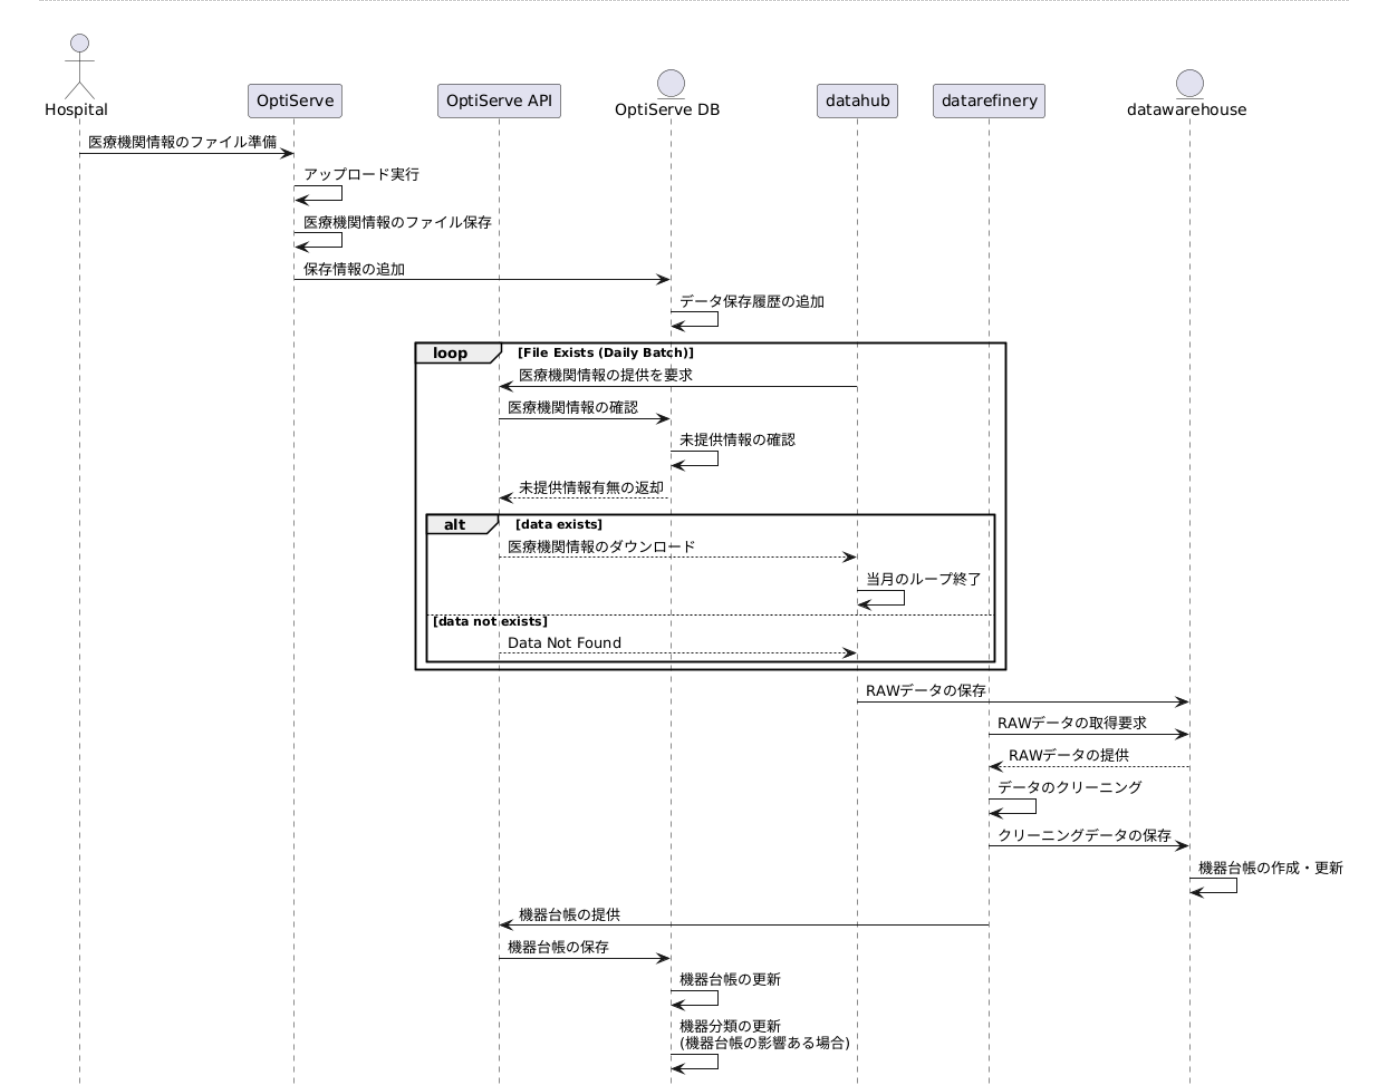 Hospital
OptiServe
OptiServe API
OptiServe DB
datahub
datarefinery
datawarehouse
医療機関情報のファイル準備
アップロード実行
医療機関情報のファイル保存
保存情報の追加
データ保存履歴の追加
loop
[File Exists (Daily Batch)]
医療機関情報の提供を要求
医療機関情報の確認
未提供情報の確認
未提供情報有無の返却
alt
[data exists]
医療機関情報のダウンロード
当月のループ終了
[data not exists]
Data Not Found
RAWデータの保存
RAWデータの取得要求
RAWデータの提供
データのクリーニング
クリーニングデータの保存
機器台帳の作成・更新
機器台帳の提供
機器台帳の保存
機器台帳の更新
機器分類の更新
(機器台帳の影響ある場合)